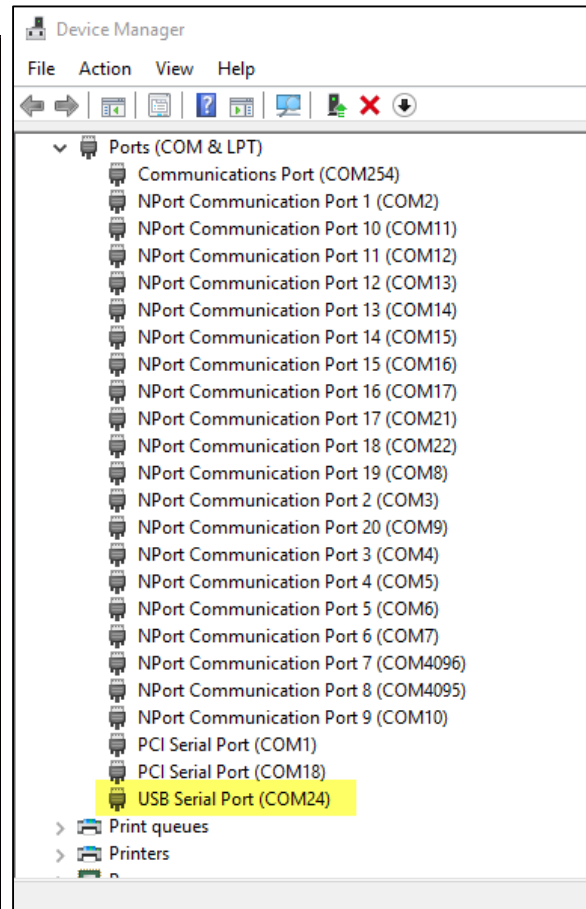 Device Manager
File Action View Help
Ports (COM & LPT)
Communications Port (COM254)
NPort Communication Port 1 (COM2)
NPort Communication Port 10 (COM11)
NPort Communication Port 11 (COM12)
NPort Communication Port 12 (COM13)
NPort Communication Port 13 (COM14)
NPort Communication Port 14 (COM15)
NPort Communication Port 15 (COM16)
NPort Communication Port 16 (COM17)
NPort Communication Port 17 (COM21)
NPort Communication Port 18 (COM22)
NPort Communication Port 19 (COM8)
NPort Communication Port 2 (COM3)
NPort Communication Port 20 (COM9)
NPort Communication Port 3 (COM4)
NPort Communication Port 4 (COM5)
NPort Communication Port 5 (COM6)
NPort Communication Port 6 (COM7)
NPort Communication Port 7 (COM4096)
NPort Communication Port 8 (COM4095)
NPort Communication Port 9 (COM10)
PCI Serial Port (COM1)
PCI Serial Port (COM18)
USB Serial Port (COM24)
Print queues
Printers